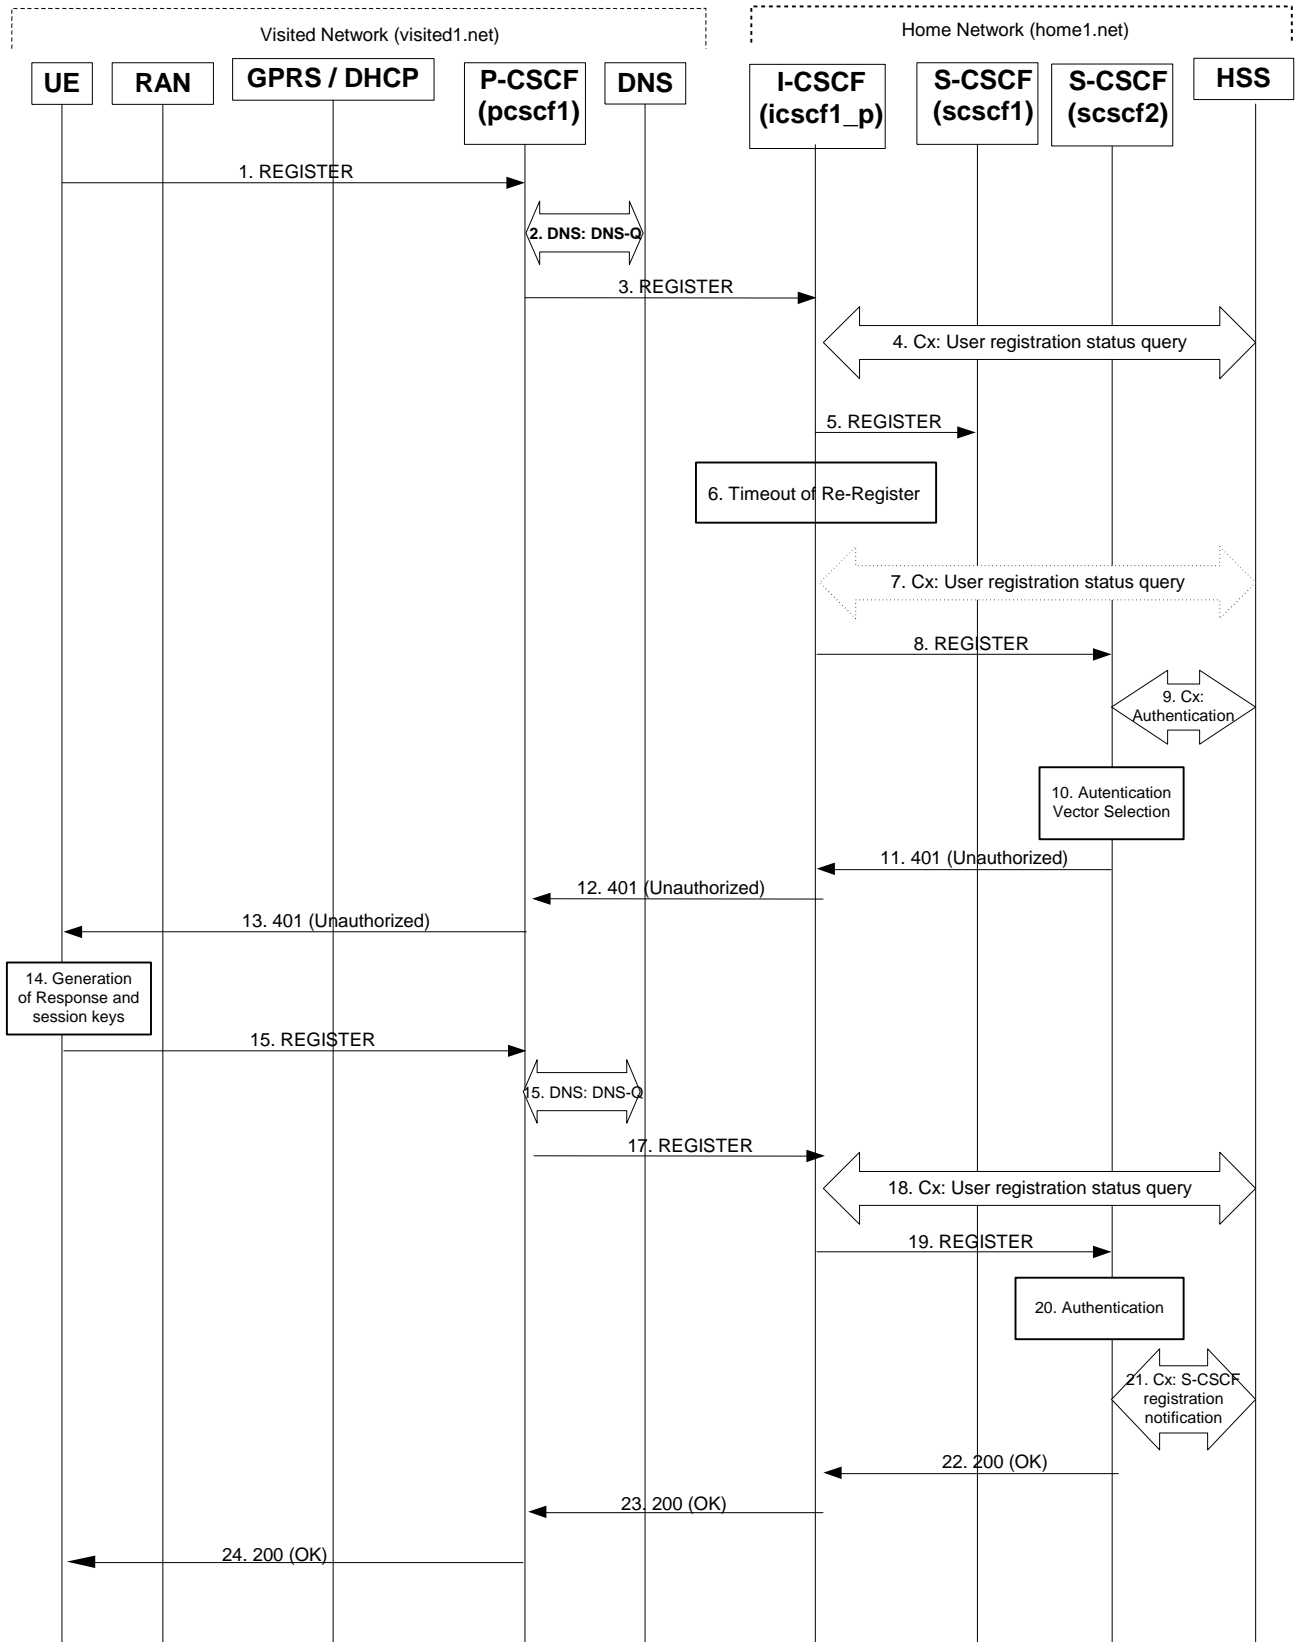 Visited Network (visited1.net)
Home Network (home1.net)
UE
RAN
GPRS / DHCP
P-CSCF
(pcscf1)
DNS
I-CSCF
(icscf1_p)
S-CSCF
(scscf1)
S-CSCF
(scscf2)
HSS
1. REGISTER
2. DNS: DNS-Q
3. REGISTER
4. Cx: User registration status query
5. REGISTER
6. Timeout of Re-Register
7. Cx: User registration status query
8. REGISTER
9. Cx:
Authentication
10. Autentication
Vector Selection
11. 401 (Unauthorized)
12. 401 (Unauthorized)
13. 401 (Unauthorized)
14. Generation
of Response and
session keys
15. REGISTER
15. DNS: DNS-Q
17. REGISTER
18. Cx: User registration status query
19. REGISTER
20. Authentication
21. Cx: S-CSCF
registration
notification
22. 200 (OK)
23. 200 (OK)
24. 200 (OK)